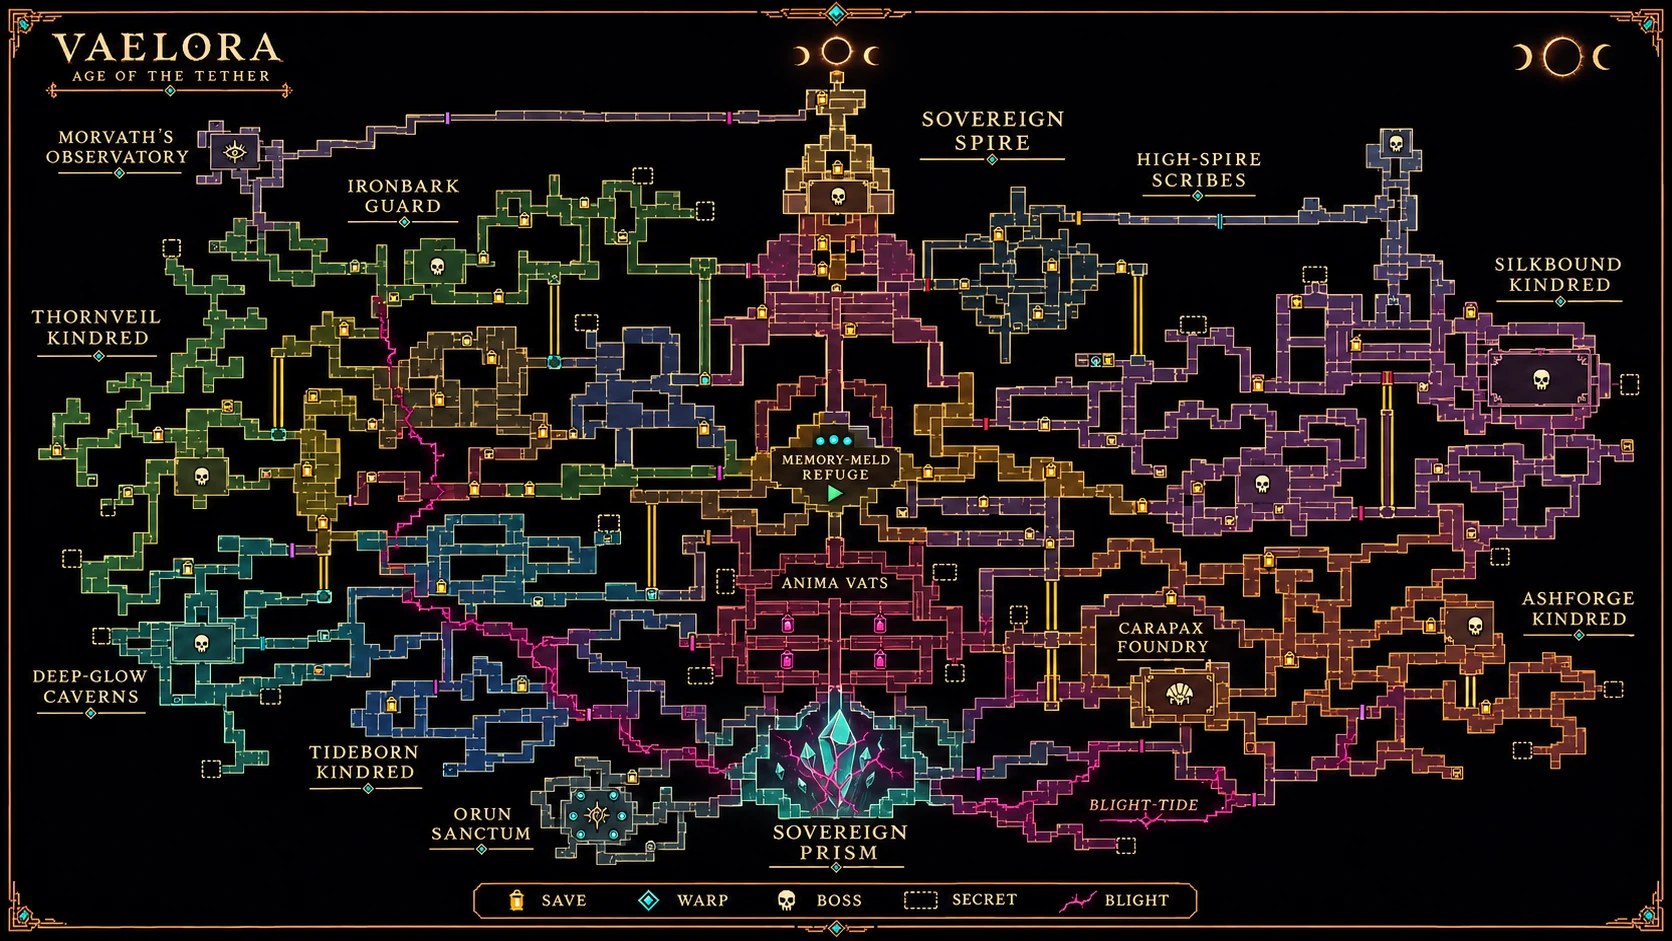 VAELORA
AGE OF THE TETHER
MORVATH'S
OBSERVATORY
IRONBARK
GUARD
SOVEREIGN
SPIRE
HIGH-SPIRE
SCRIBES
SILKBOUND
KINDRED
THORNVEIL
KINDRED
MEMORY-MELD
REFUGE
ANIMA VATS
CARAPAX
FOUNDRY
ASHFORGE
KINDRED
DEEP-GLOW
CAVERNS
TIDEBORN
KINDRED
ORUN
SANCTUM
BLIGHT-TIDE
SOVEREIGN
PRISM
SAVE
WARP
BOSS
SECRET
BLIGHT